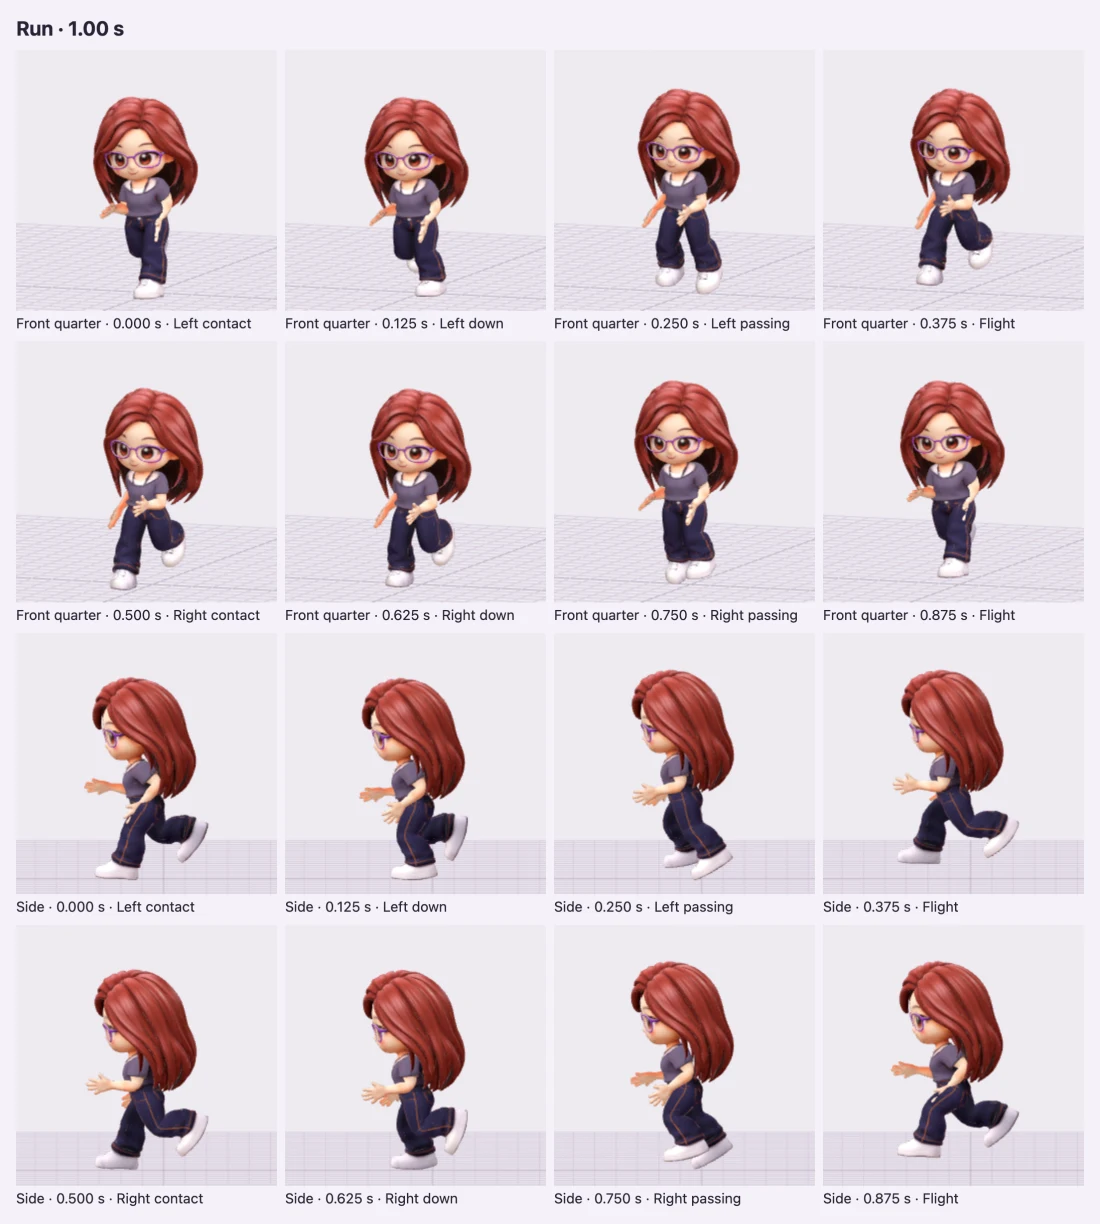 Run · 1.00 s
Front quarter · 0.000 s · Left contact
Front quarter · 0.125 s · Left down
Front quarter · 0.250 s · Left passing
Front quarter · 0.375 s · Flight
Front quarter · 0.500 s · Right contact
Front quarter · 0.625 s · Right down
Front quarter · 0.750 s · Right passing
Front quarter · 0.875 s · Flight
Side · 0.000 s · Left contact
Side · 0.125 s · Left down
Side · 0.250 s · Left passing
Side · 0.375 s · Flight
Side · 0.500 s · Right contact
Side · 0.625 s · Right down
Side · 0.750 s · Right passing
Side · 0.875 s · Flight